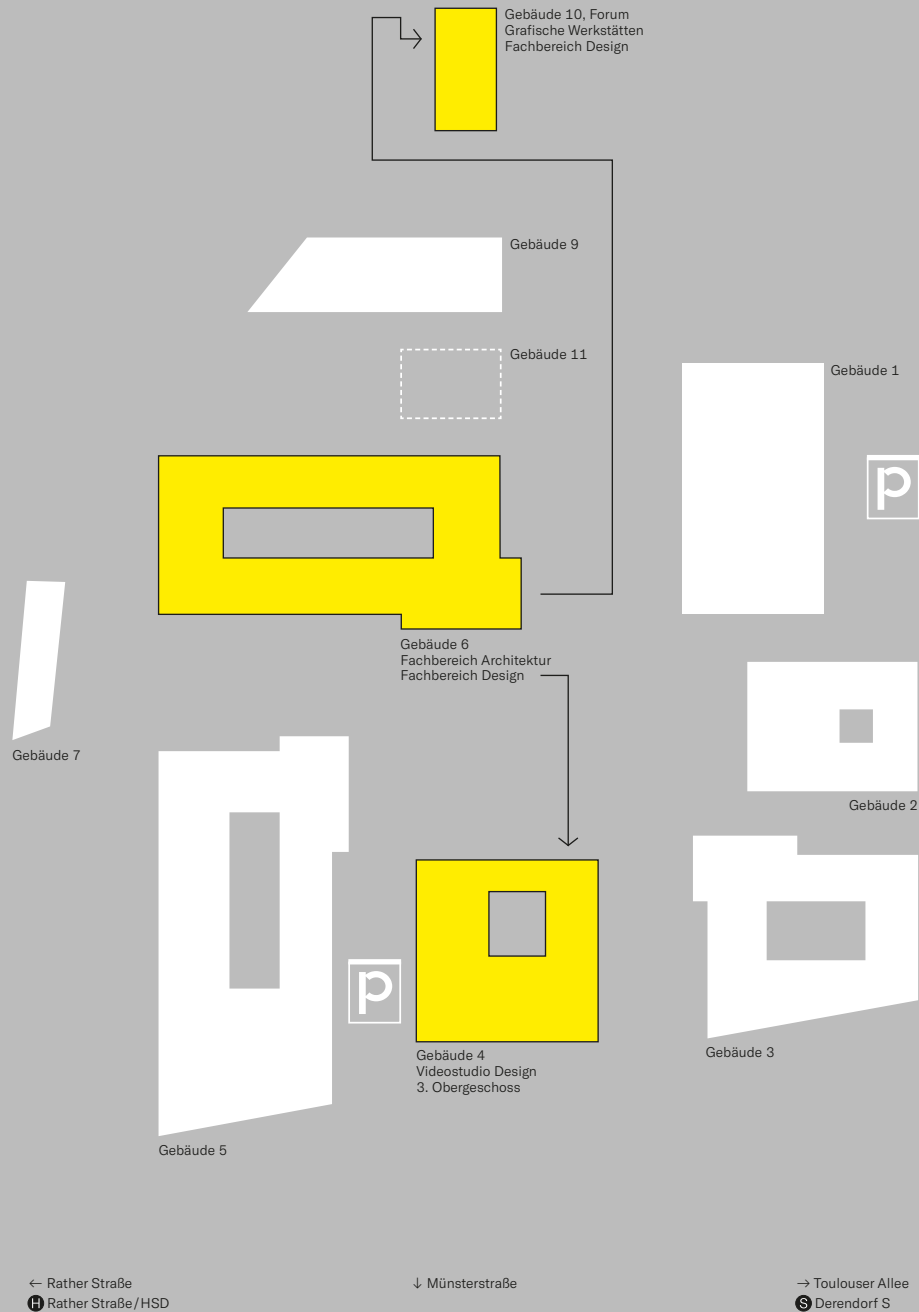 Gebäude 10, Forum
Grafische Werkstätten
Fachbereich Design
Gebäude 9
Gebäude 11
Gebäude 1
P
Gebäude 6
Fachbereich Architektur
Fachbereich Design
Gebäude 7
Gebäude 2
P
Gebäude 4
Videostudio Design
3. Obergeschoss
Gebäude 3
Gebäude 5
← Rather Straße
H Rather Straße/HSD
↓ Münsterstraße
→ Toulouser Allee
S Derendorf S